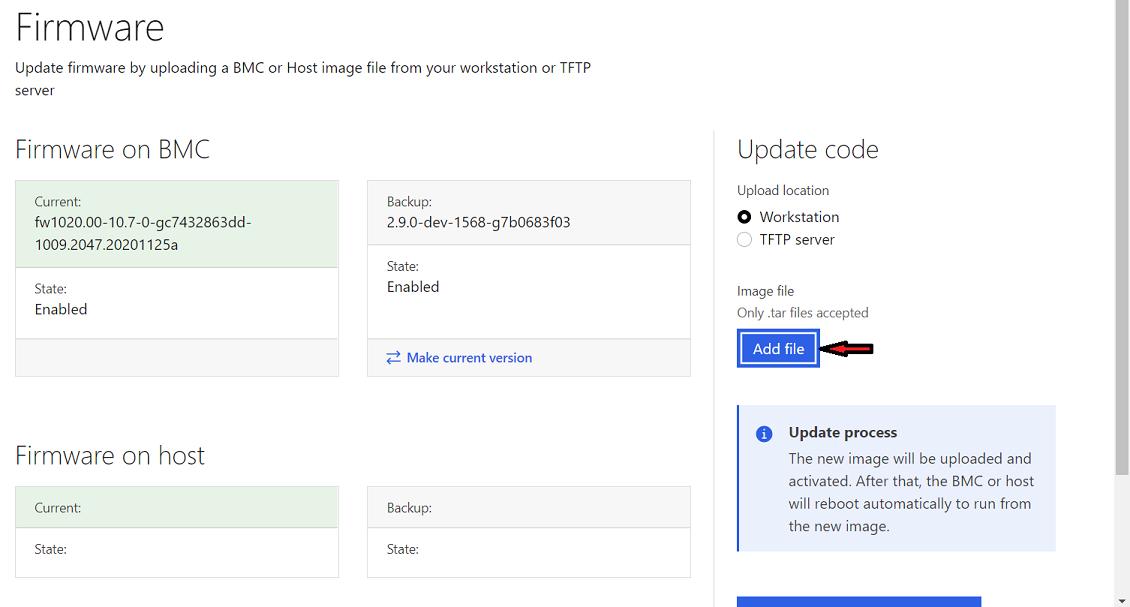 Firmware
Update firmware by uploading a BMC or Host image file from your workstation or TFTP
server
Firmware on BMC
Current:
fw1020.00-10.7-0-gc7432863dd-
1009.2047.20201125a
State:
Enabled
Backup:
2.9.0-dev-1568-g7b0683f03
State:
Enabled
Make current version
Firmware on host
Current:
State:
Backup:
State:
Update code
Upload location
Workstation
TFTP server
Image file
Only .tar files accepted
Add file
Update process
The new image will be uploaded and
activated. After that, the BMC or host
will reboot automatically to run from
the new image.